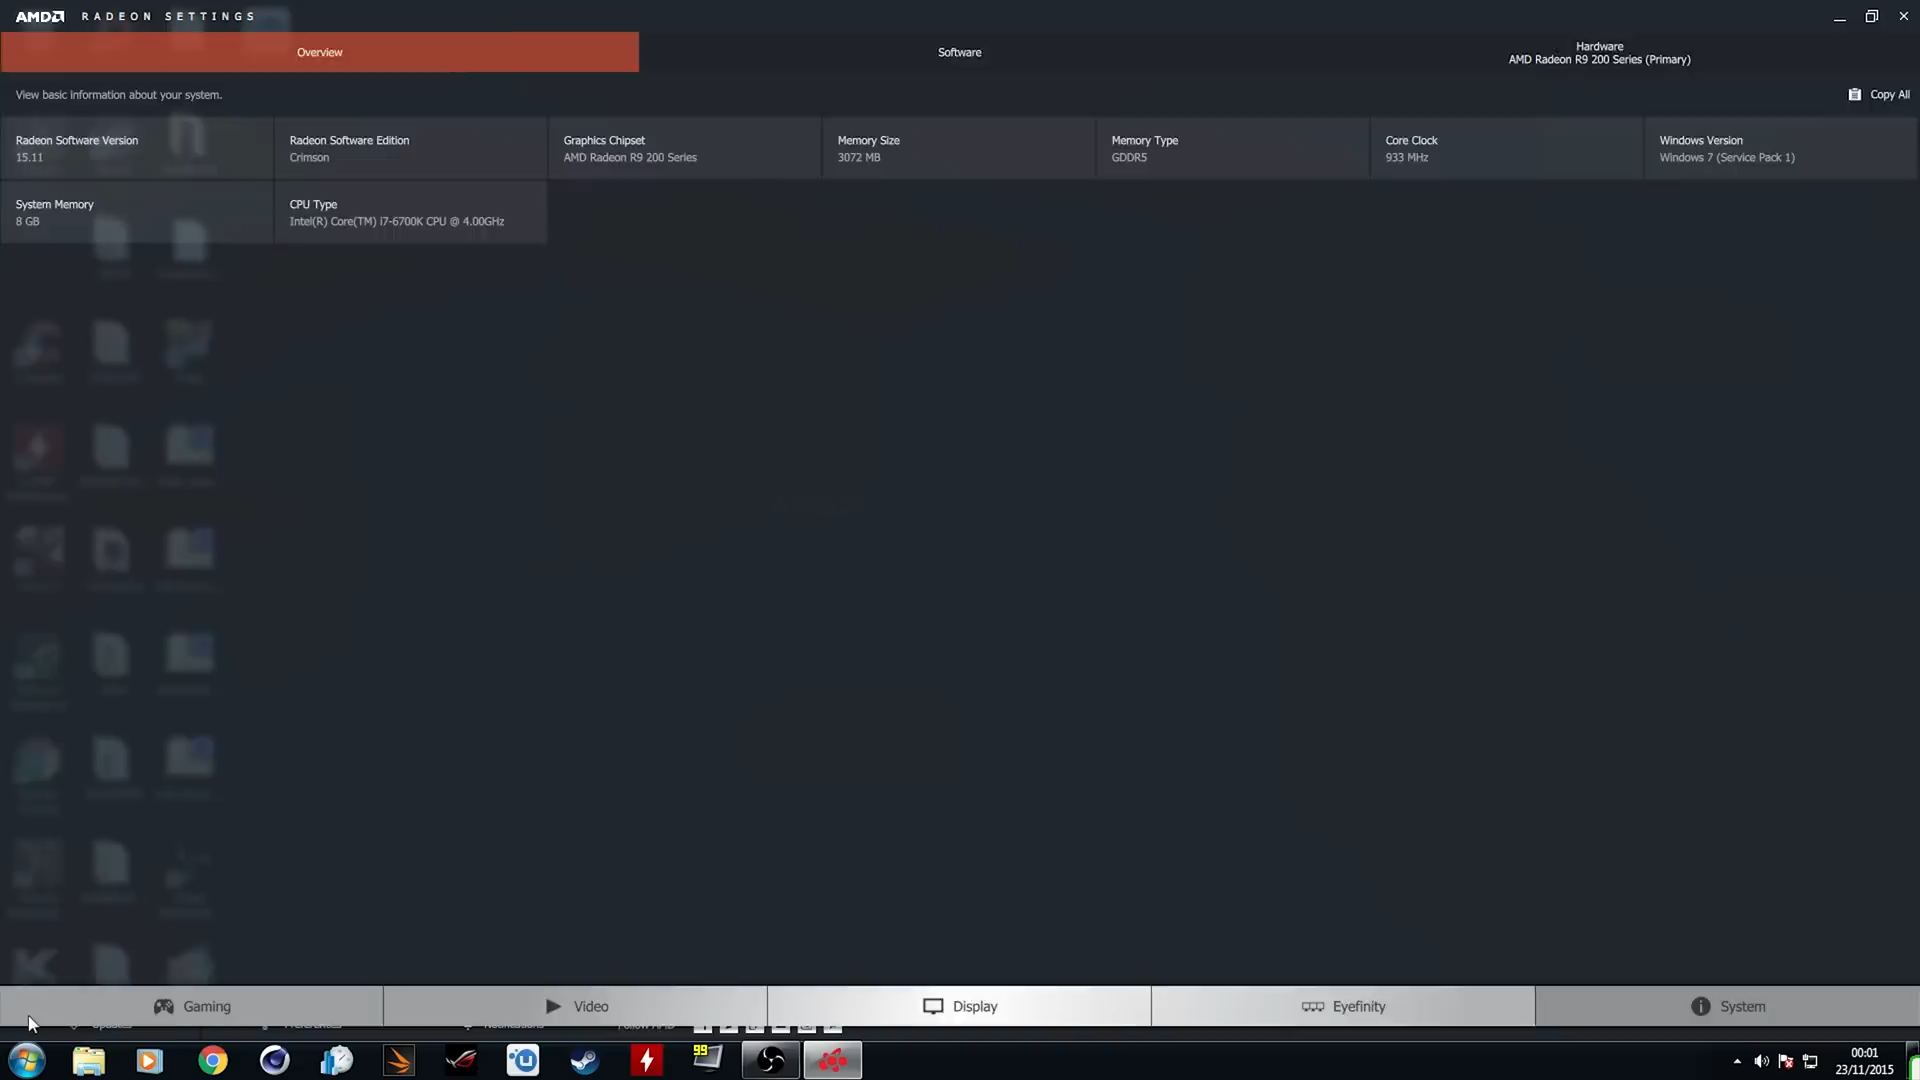 AMD RADEON SETTINGS
Overview
Software
Hardware
AMD Radeon R9 200 Series (Primary)
View basic information about your system.
Copy All
Radeon Software Version
15.11
Radeon Software Edition
Crimson
Graphics Chipset
AMD Radeon R9 200 Series
Memory Size
3072 MB
Memory Type
GDDR5
Core Clock
933 MHz
Windows Version
Windows 7 (Service Pack 1)
System Memory
8 GB
CPU Type
Intel(R) Core(TM) i7-6700K CPU @ 4.00GHz
Gaming
Video
Display
Eyefinity
System
99
00:01
23/11/2015